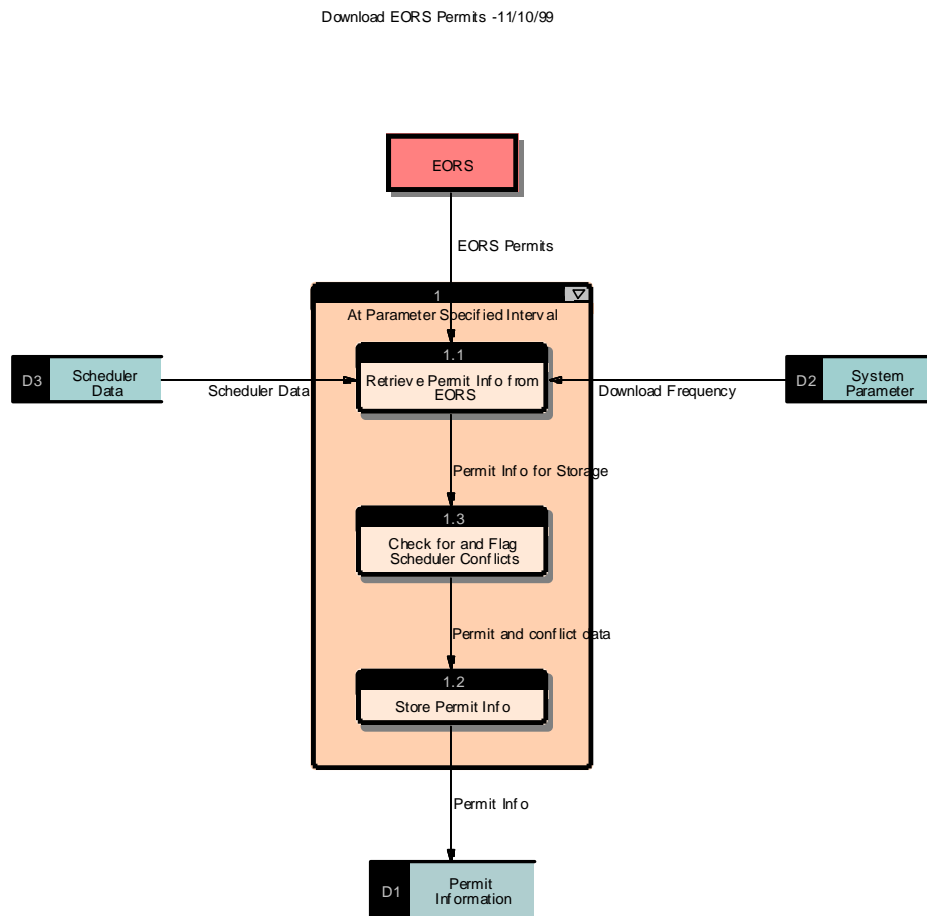 Download EORS Permits -11/10/99
EORS
EORS Permits
1
At Parameter Specified Interval
1.1
Retrieve Permit Info from
EORS
D3
Scheduler
Data
Scheduler Data
Download Frequency
D2
System
Parameter
Permit Info for Storage
1.3
Check for and Flag
Scheduler Conflicts
Permit and conflict data
1.2
Store Permit Info
Permit Info
D1
Permit
Information